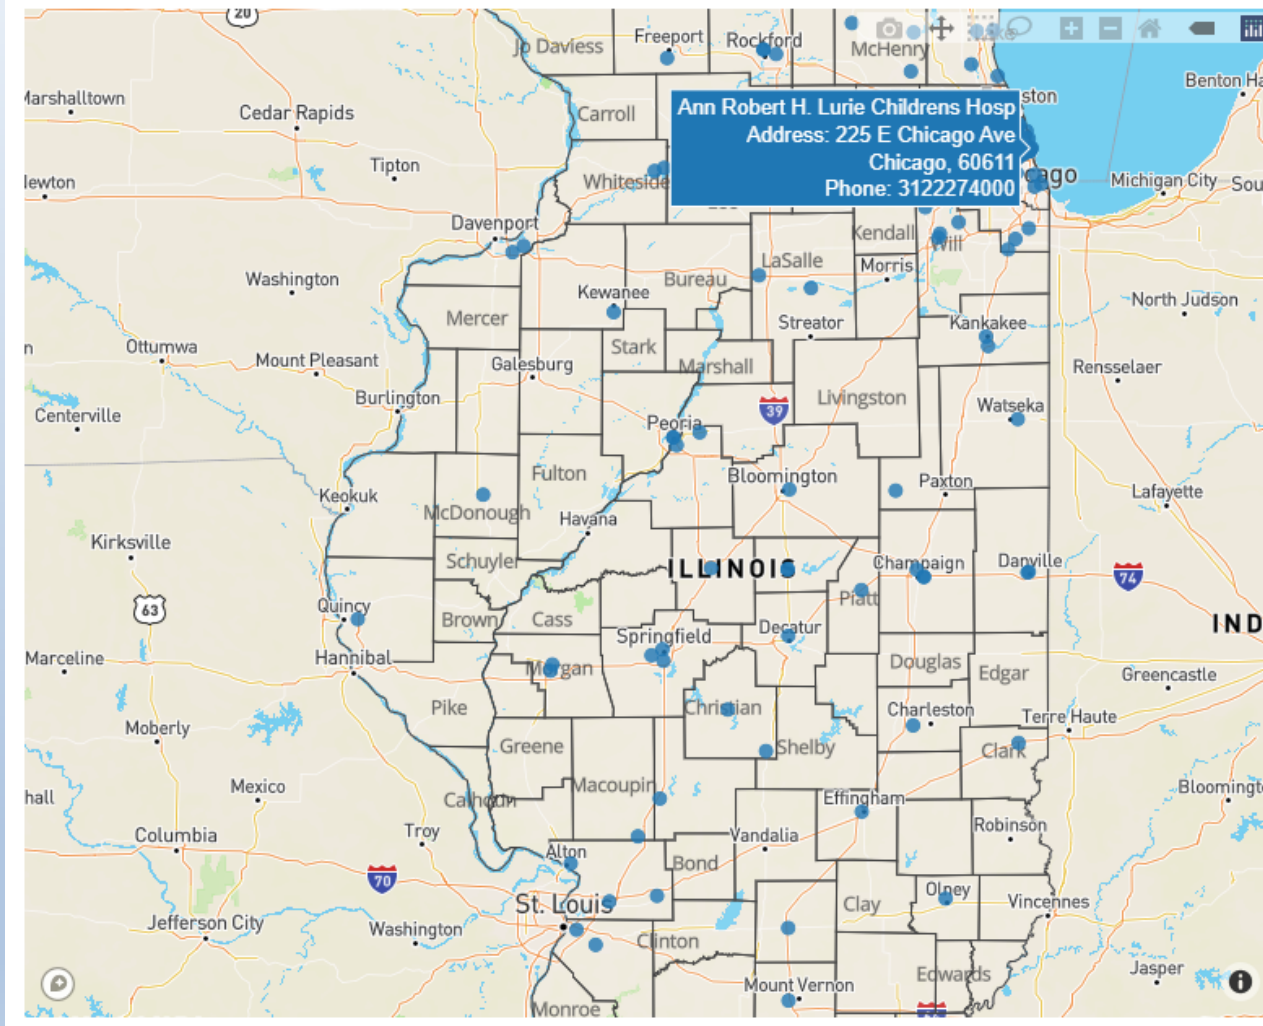 20
Jo Daviess
Freeport
Rockford
McHenry
Lake
Benton Ha
Marshalltown
Cedar Rapids
Carroll
Ann Robert H. Lurie Childrens Hosp
Address: 225 E Chicago Ave
Chicago, 60611
Phone: 3122274000
ston
Tipton
Newton
Whiteside
cago
Michigan City
Sou
Davenport
Kendall
Will
LaSalle
Morris
Washington
Bureau
Kewanee
North Judson
Mercer
Streator
Kankakee
n
Ottumwa
Mount Pleasant
Stark
Galesburg
Marshall
Rensselaer
Burlington
Livingston
Centerville
39
Watseka
Peoria
Fulton
Bloomington
Paxton
Keokuk
McDonough
Havana
Lafayette
Kirksville
Schuyler
ILLINOIS
Champaign
Danville
74
63
Quincy
Brown
Cass
Piatt
Springfield
Decatur
IND
Marceline
Hannibal
Morgan
Douglas
Edgar
Greencastle
Pike
Christian
Charleston
Terre Haute
Moberly
Greene
Shelby
Clark
Mexico
Macoupin
hall
Calhoun
Effingham
Bloomingt
Columbia
Troy
Vandalia
Robinson
Alton
Bond
70
St. Louis
Clay
Olney
Vincennes
Jefferson City
Washington
Clinton
Edwards
Jasper
Mount Vernon
Monroe